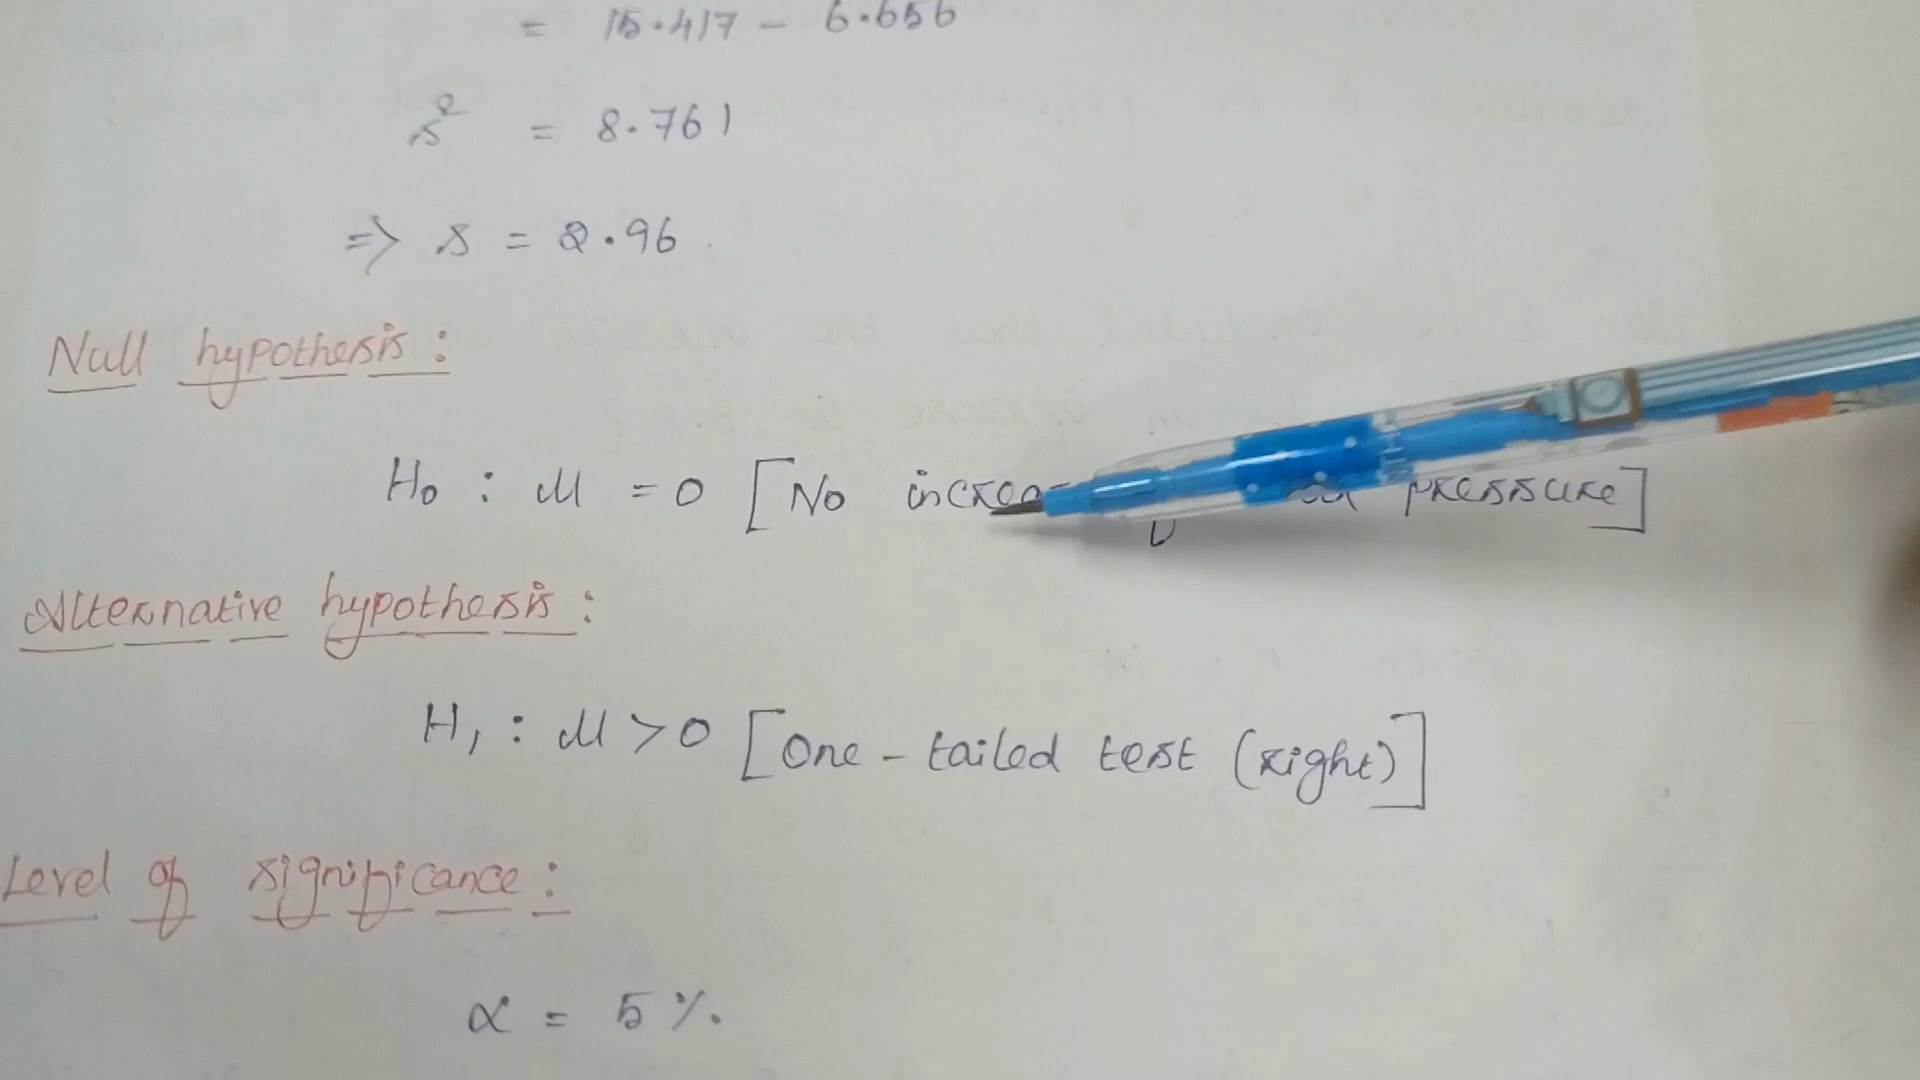 = 15.417 - 6.656
s² = 8.761
=> s = 2.96
Null hypothesis :
H₀ : μ = 0 [No pressure]
Alternative hypothesis :
H₁ : μ > 0 [One - tailed test (right)]
Level of significance :
α = 5 %.